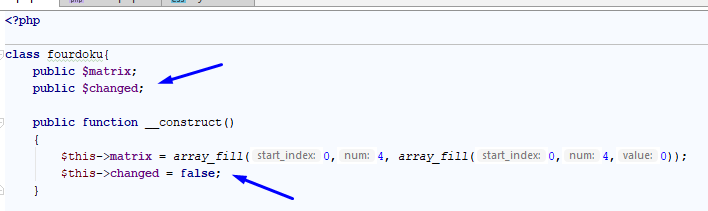 <?php
class fourdoku{
public $matrix;
public $changed;
public function __construct()
{
$this->matrix = array_fill( start_index: 0, num: 4, array_fill( start_index: 0, num: 4, value: 0));
$this->changed = false;
}